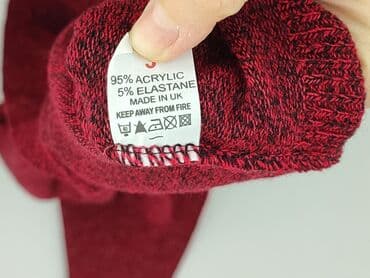 95% ACRYLIC
5% ELASTANE
MADE IN UK
KEEP AWAY FROM FIRE